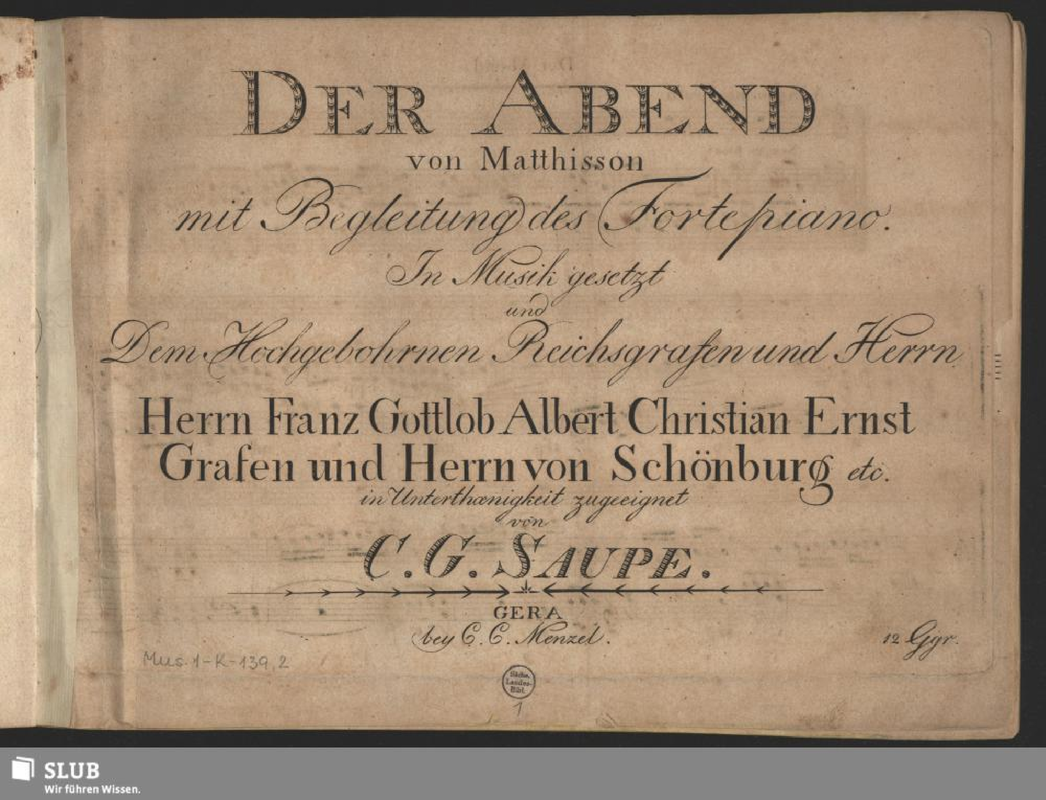 DER ABEND
von Matthisson
mit Begleitung des Fortepiano.
In Musik gesetzt
und
Dem Hochgebohrnen Reichsgrafen und Herrn
Herrn Franz Gottlob Albert Christian Ernst
Grafen und Herrn von Schönburg etc.
in Unterthœnigkeit zugeeignet
von
C. G. SAUPE.
GERA
bey C. C. Menzel.
12 Ggr.
Mus. 1-K-139,2
Sächs.
Landes-
Bibl.
1
SLUB
Wir führen Wissen.